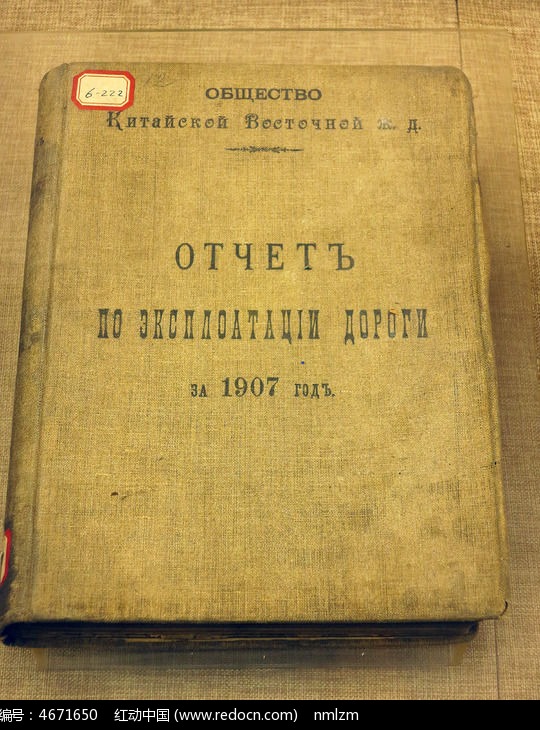 6-222
ОБЩЕСТВО
Китайской Восточной ж. д.
ОТЧЕТЪ
ПО ЭКСПЛОАТАЦІИ ДОРОГИ
ЗА 1907 ГОДЪ.
编号： 4671650 红动中国 (www.redocn.com) nmlzm